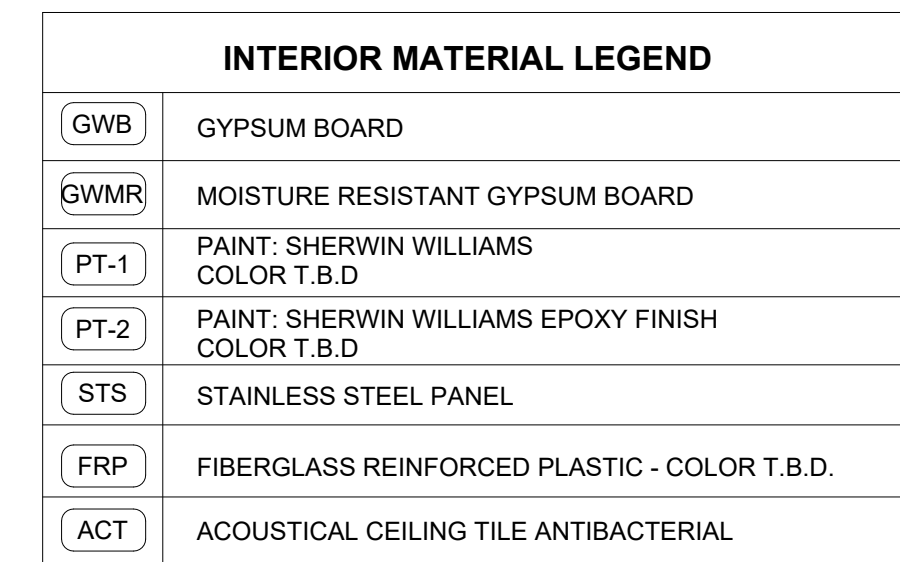 INTERIOR MATERIAL LEGEND
GWB GYPSUM BOARD
GWMR MOISTURE RESISTANT GYPSUM BOARD
PT-1 PAINT: SHERWIN WILLIAMS
COLOR T.B.D
PT-2 PAINT: SHERWIN WILLIAMS EPOXY FINISH
COLOR T.B.D
STS STAINLESS STEEL PANEL
FRP FIBERGLASS REINFORCED PLASTIC - COLOR T.B.D.
ACT ACOUSTICAL CEILING TILE ANTIBACTERIAL